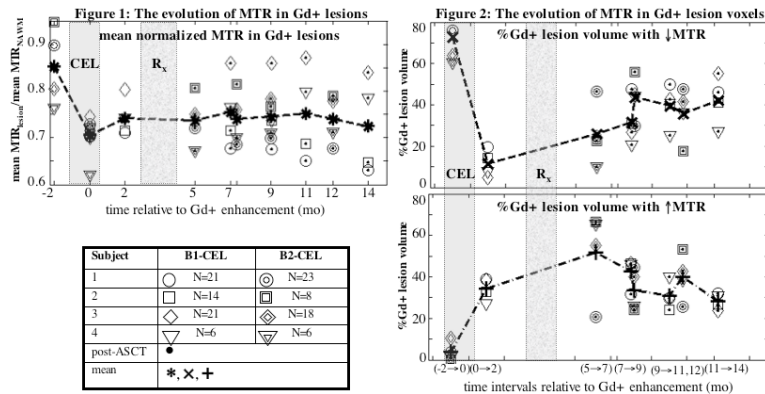 Figure 1: The evolution of MTR in Gd+ lesions
mean normalized MTR in Gd+ lesions
mean MTRlesion/mean MTRNAWM
0.9
0.8
0.7
0.6
CEL
Rx
-2 0 2 5 7 9 11 12 14
time relative to Gd+ enhancement (mo)
Subject B1-CEL B2-CEL
1 N=21 N=23
2 N=14 N=8
3 N=21 N=18
4 N=6 N=6
post-ASCT
mean *, ×, +
Figure 2: The evolution of MTR in Gd+ lesion voxels
%Gd+ lesion volume with ↓MTR
%Gd+ lesion volume
80
60
40
20
0
CEL
Rx
%Gd+ lesion volume with ↑MTR
%Gd+ lesion volume
80
60
40
20
0
(-2→0) (0→2) (5→7) (7→9) (9→11,12) (11→14)
time intervals relative to Gd+ enhancement (mo)